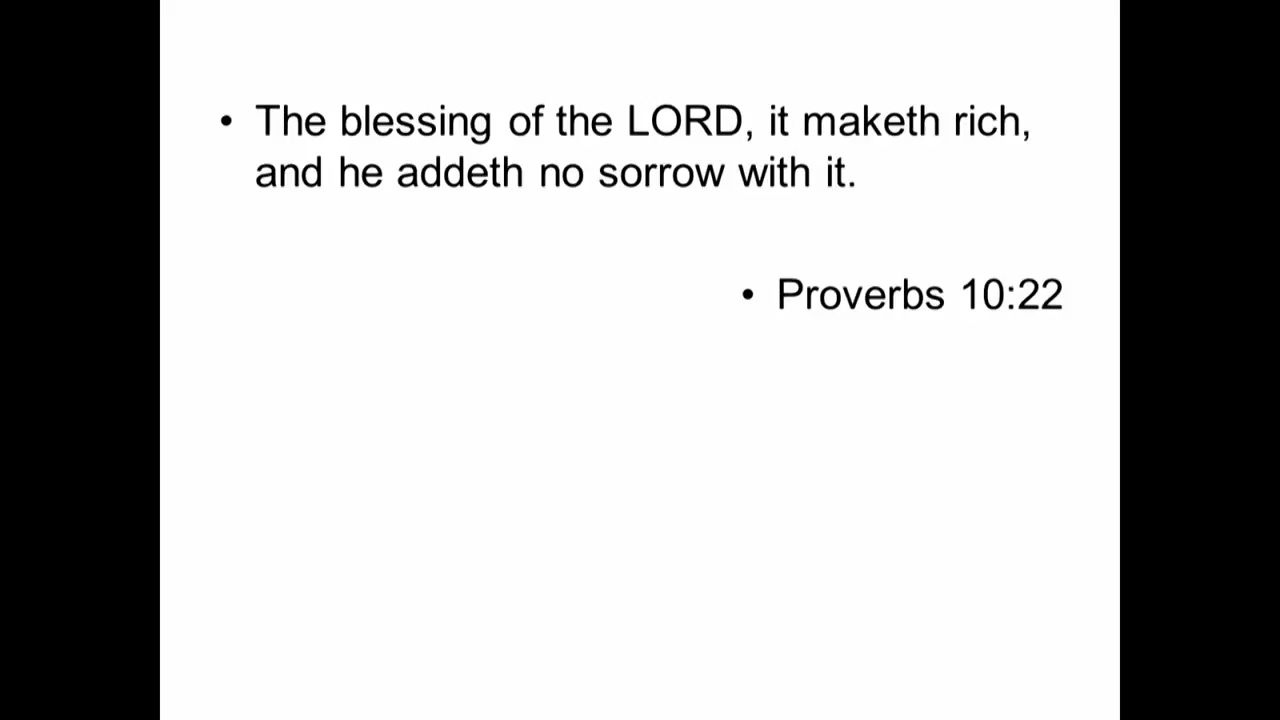 • The blessing of the LORD, it maketh rich,
and he addeth no sorrow with it.
• Proverbs 10:22